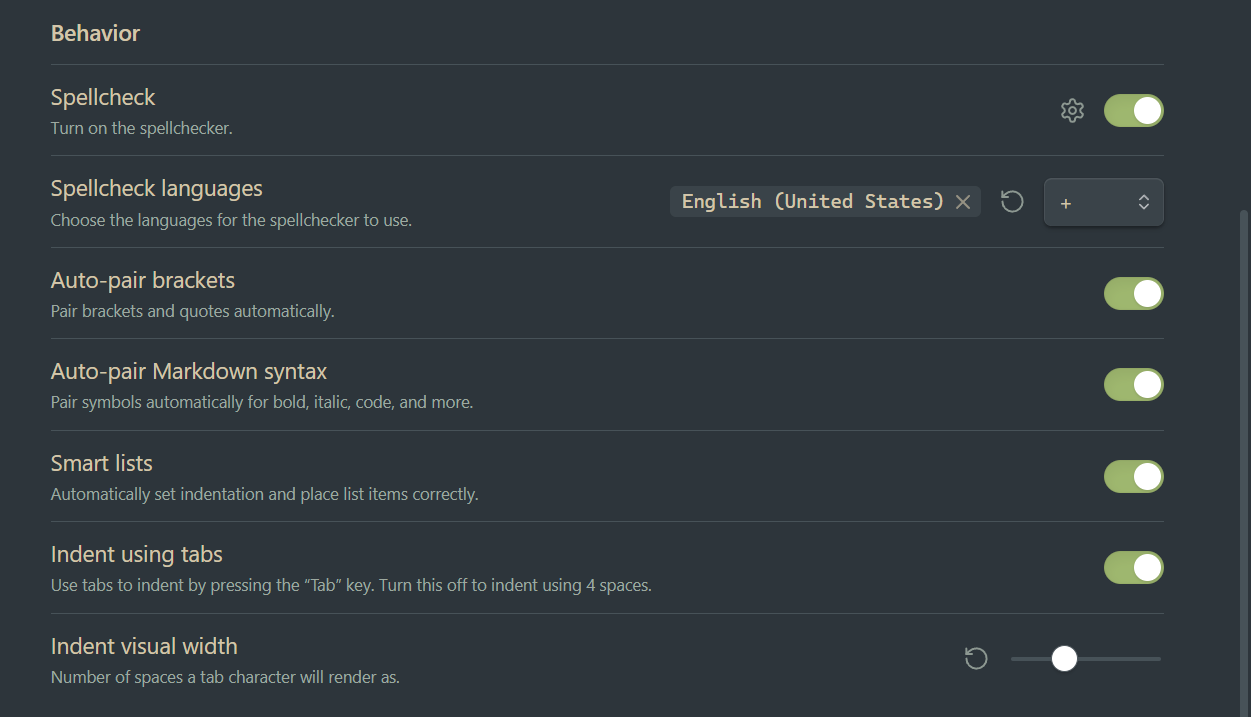 Behavior
Spellcheck
Turn on the spellchecker.
Spellcheck languages
English (United States)
+
Choose the languages for the spellchecker to use.
Auto-pair brackets
Pair brackets and quotes automatically.
Auto-pair Markdown syntax
Pair symbols automatically for bold, italic, code, and more.
Smart lists
Automatically set indentation and place list items correctly.
Indent using tabs
Use tabs to indent by pressing the “Tab” key. Turn this off to indent using 4 spaces.
Indent visual width
Number of spaces a tab character will render as.